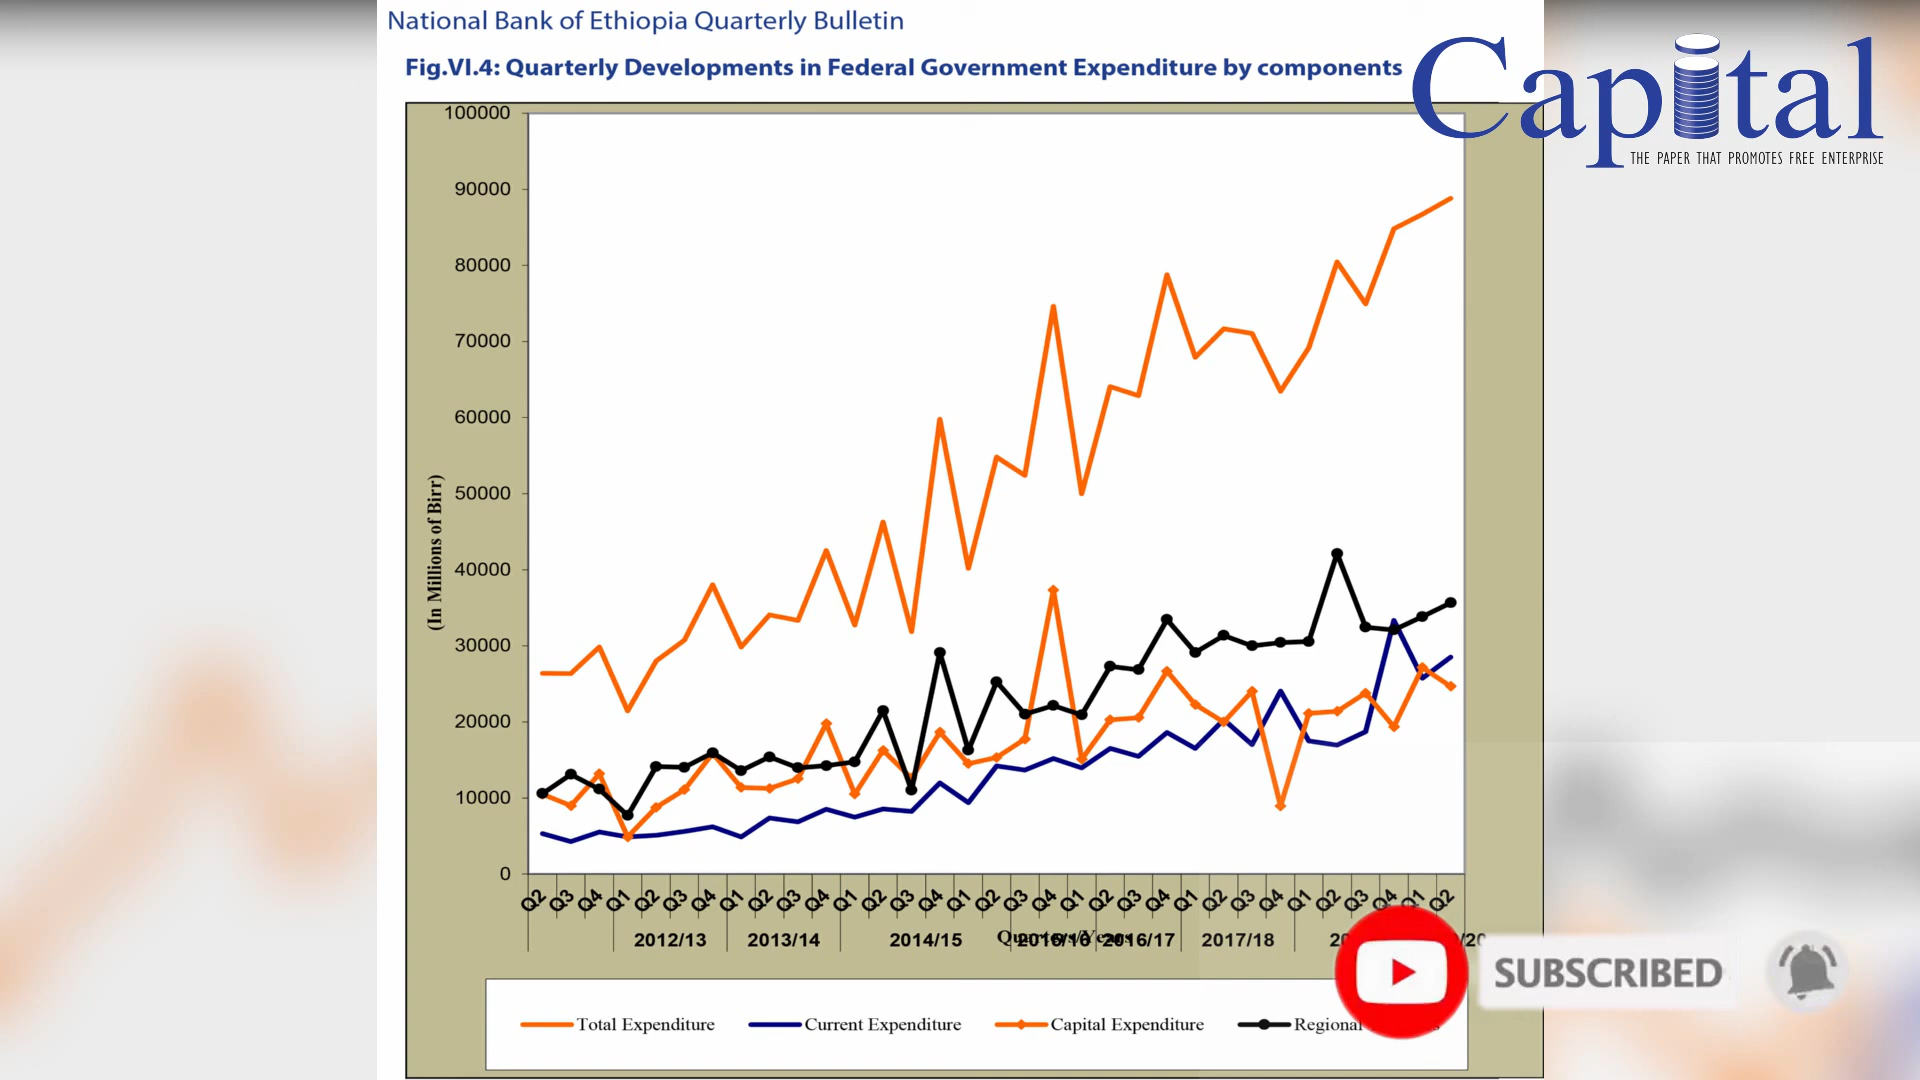 National Bank of Ethiopia Quarterly Bulletin
Fig.VI.4: Quarterly Developments in Federal Government Expenditure by components
Capital
THE PAPER THAT PROMOTES FREE ENTERPRISE
100000
90000
80000
70000
60000
50000
40000
30000
20000
10000
0
(In Millions of Birr)
Q2 Q3 Q4 Q1 Q2 Q3 Q4 Q1 Q2 Q3 Q4 Q1 Q2 Q3 Q4 Q1 Q2 Q3 Q4 Q1 Q2 Q3 Q4 Q1 Q2 Q3 Q4 Q1 Q2 Q3 Q4 Q1 Q2
2012/13 2013/14 2014/15 2015/16 2016/17 2017/18
Quarters/Years
SUBSCRIBED
Total Expenditure Current Expenditure Capital Expenditure Regional